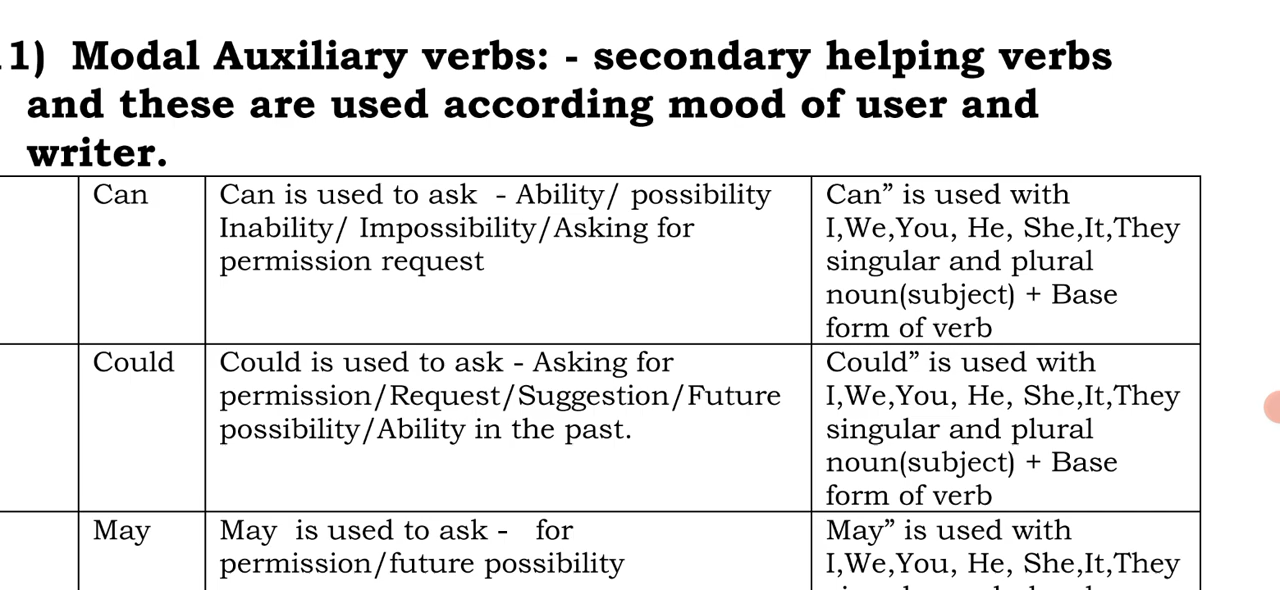 1) Modal Auxiliary verbs: - secondary helping verbs
and these are used according mood of user and
writer.
Can
Can is used to ask - Ability/ possibility
Inability/ Impossibility/Asking for
permission request
Can” is used with
I,We,You, He, She,It,They
singular and plural
noun(subject) + Base
form of verb
Could
Could is used to ask - Asking for
permission/Request/Suggestion/Future
possibility/Ability in the past.
Could” is used with
I,We,You, He, She,It,They
singular and plural
noun(subject) + Base
form of verb
May
May is used to ask - for
permission/future possibility
May” is used with
I,We,You, He, She,It,They